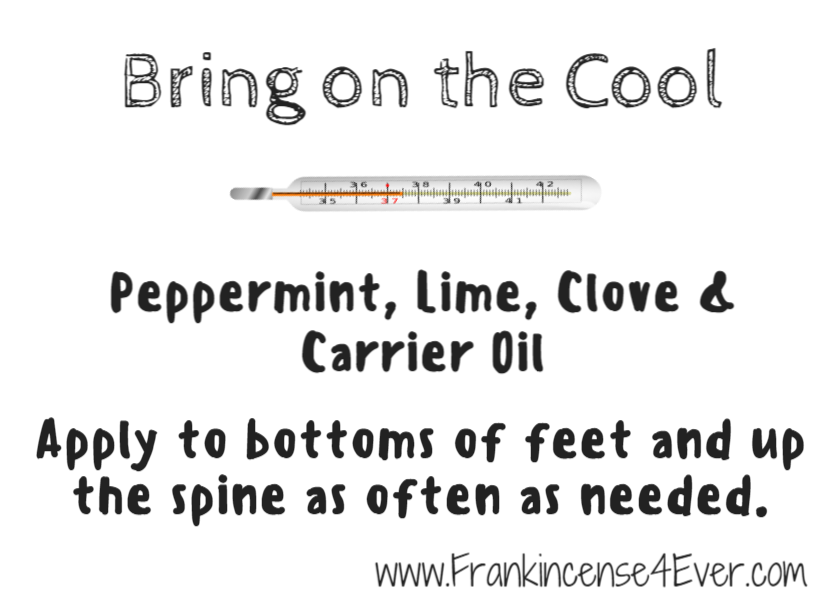 Bring on the Cool
36 38 40 42
35 37 39 41
Peppermint, Lime, Clove &
Carrier Oil
Apply to bottoms of feet and up
the spine as often as needed.
www.Frankincense4Ever.com